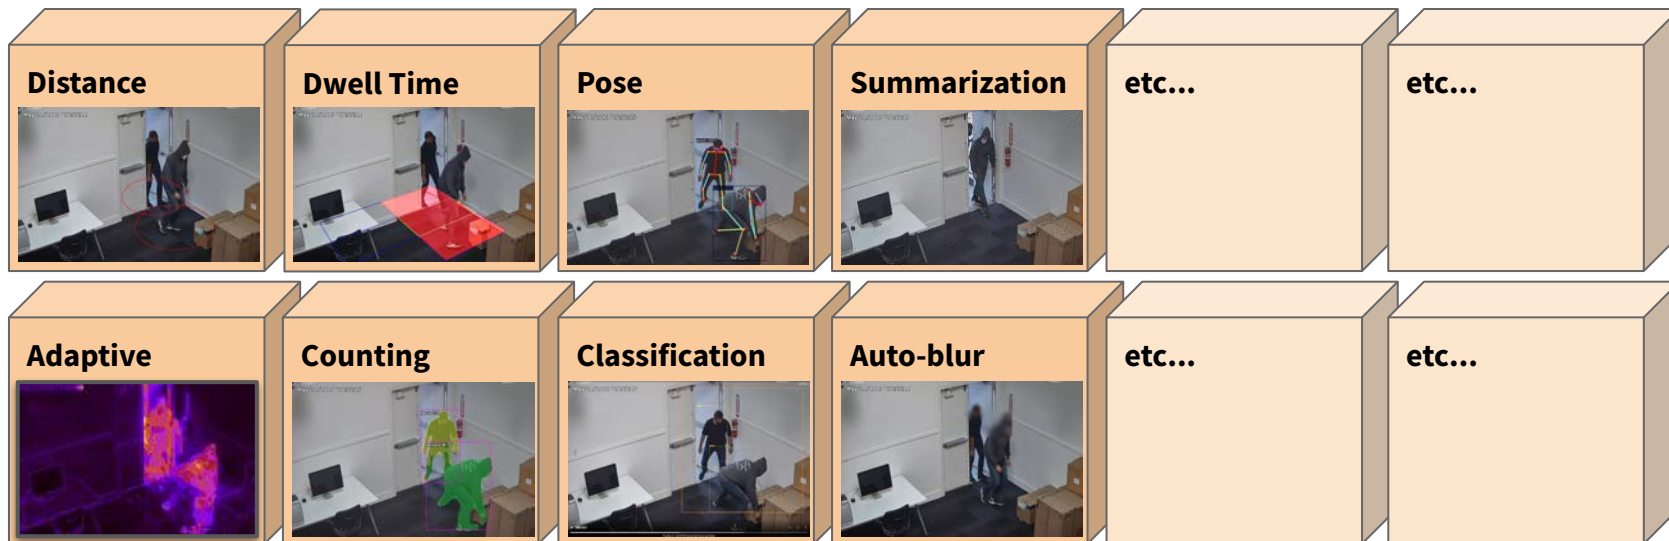 Distance
Dwell Time
Pose
Summarization
etc...
etc...
Adaptive
Counting
Classification
Auto-blur
etc...
etc...